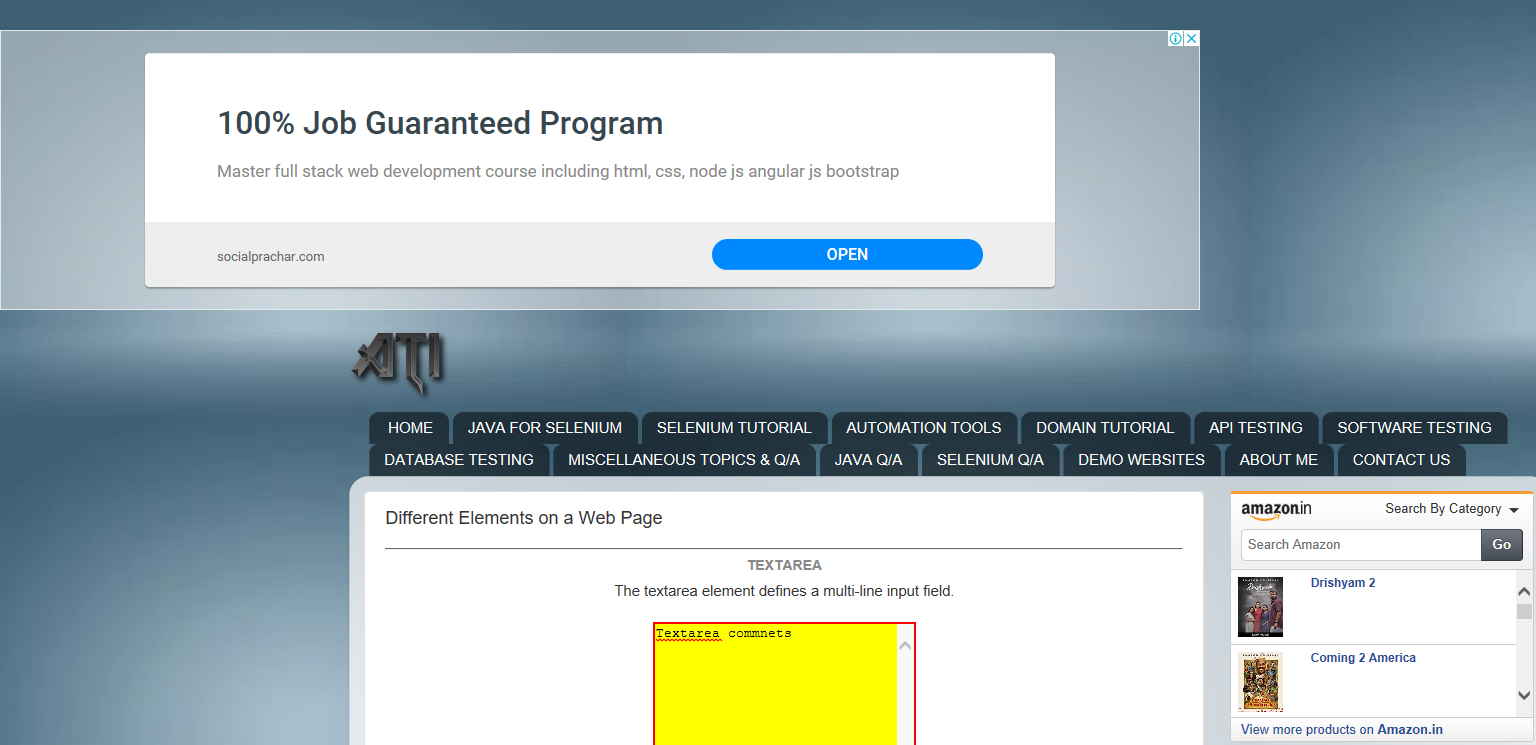 100% Job Guaranteed Program
Master full stack web development course including html, css, node js angular js bootstrap
socialprachar.com
OPEN
ATI
HOME JAVA FOR SELENIUM SELENIUM TUTORIAL AUTOMATION TOOLS DOMAIN TUTORIAL API TESTING SOFTWARE TESTING
DATABASE TESTING MISCELLANEOUS TOPICS & Q/A JAVA Q/A SELENIUM Q/A DEMO WEBSITES ABOUT ME CONTACT US
Different Elements on a Web Page
TEXTAREA
The textarea element defines a multi-line input field.
Textarea commnets
amazon.in
Search By Category
Search Amazon
Go
Drishyam 2
Coming 2 America
View more products on Amazon.in